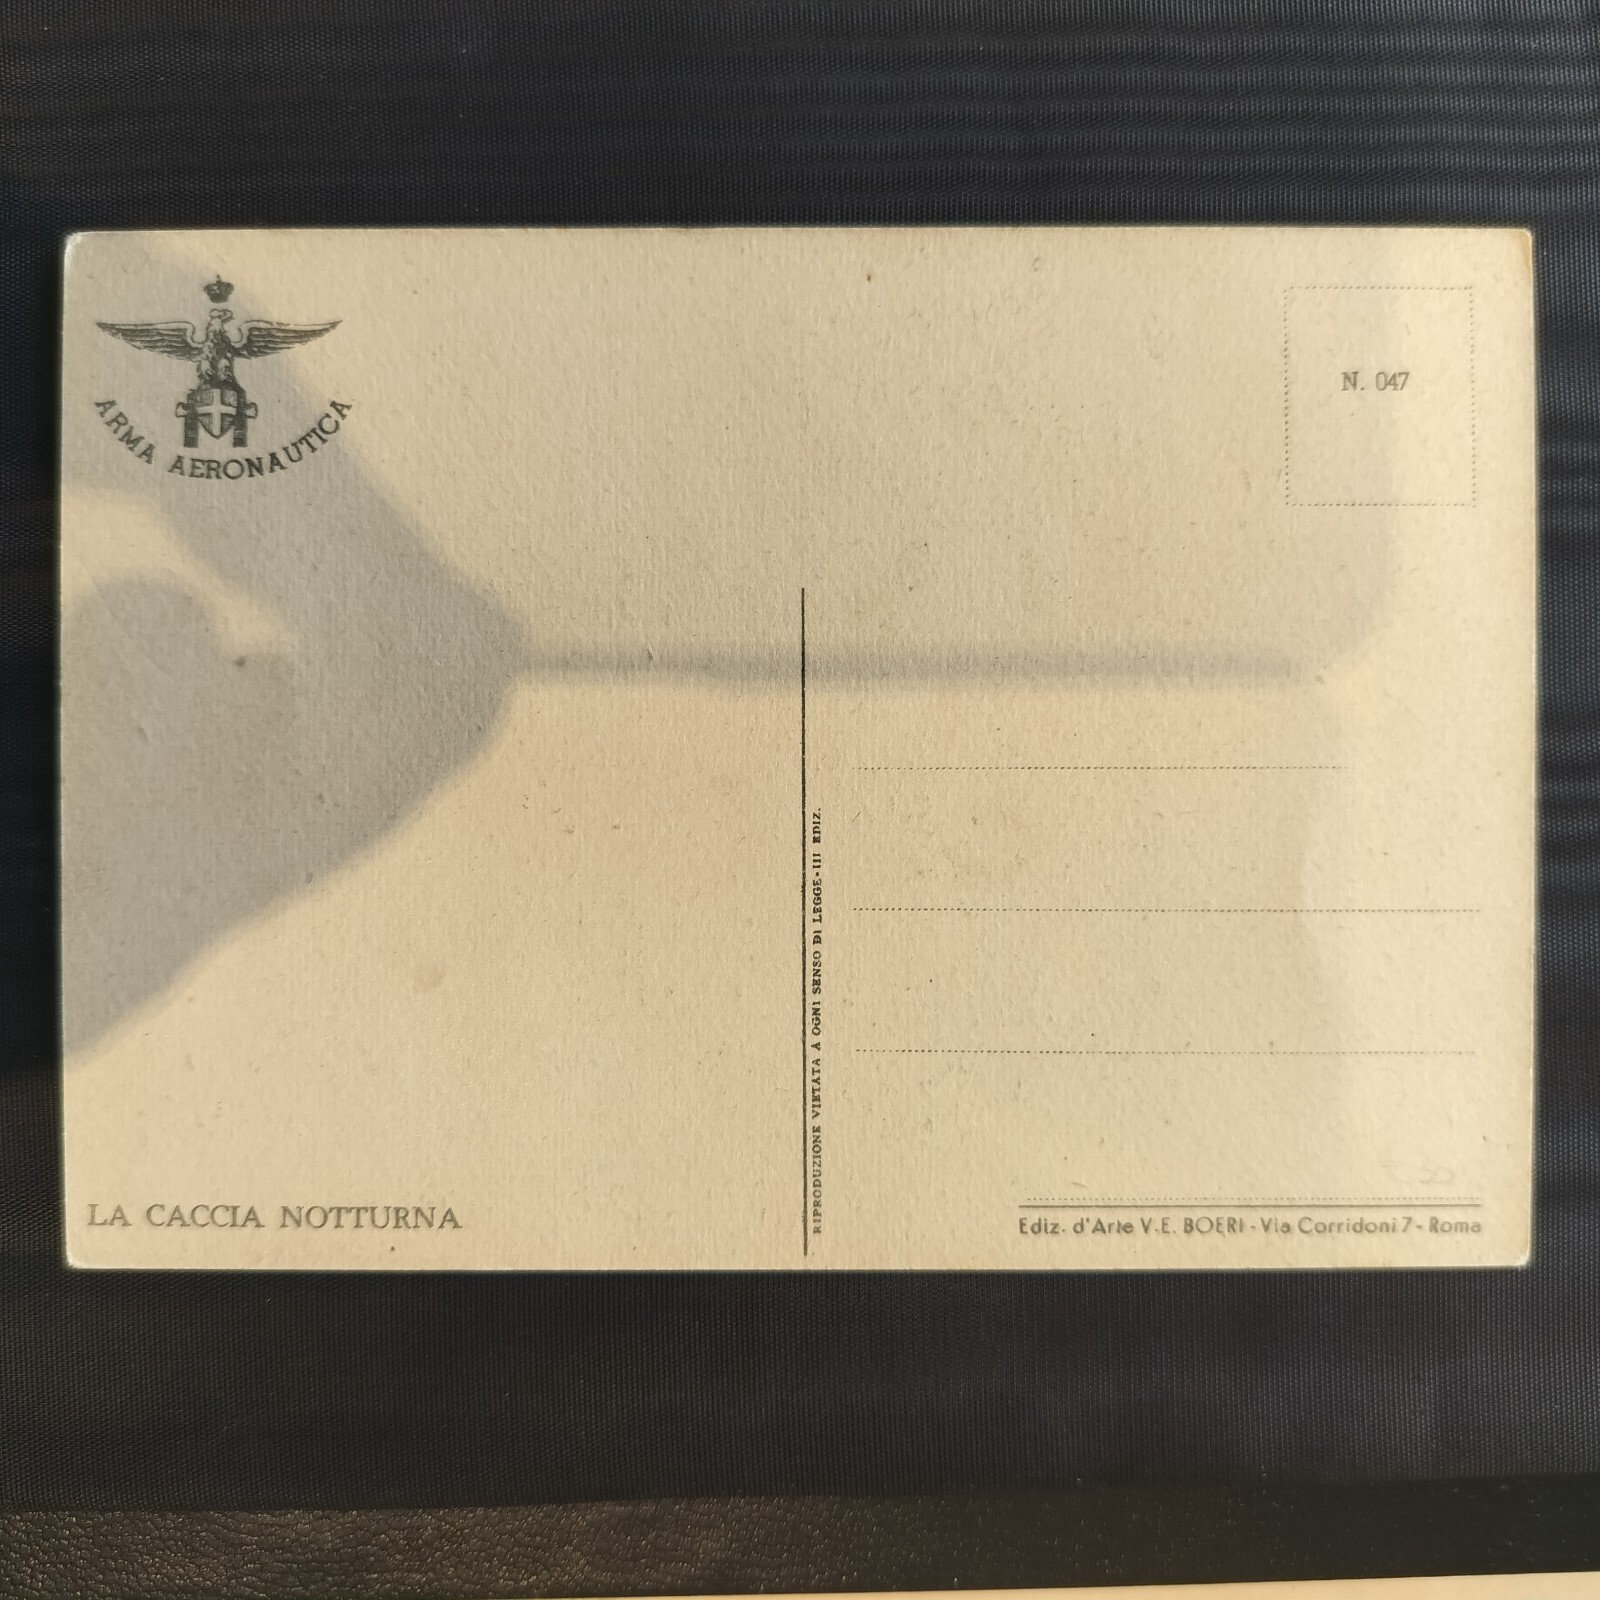 ARMA AERONAUTICA
N. 047
RIPRODUZIONE VIETATA A OGNI SENSO DI LEGGE - III EDIZ.
LA CACCIA NOTTURNA
Ediz. d'Arte V.E. BOERI - Via Corridoni 7 - Roma